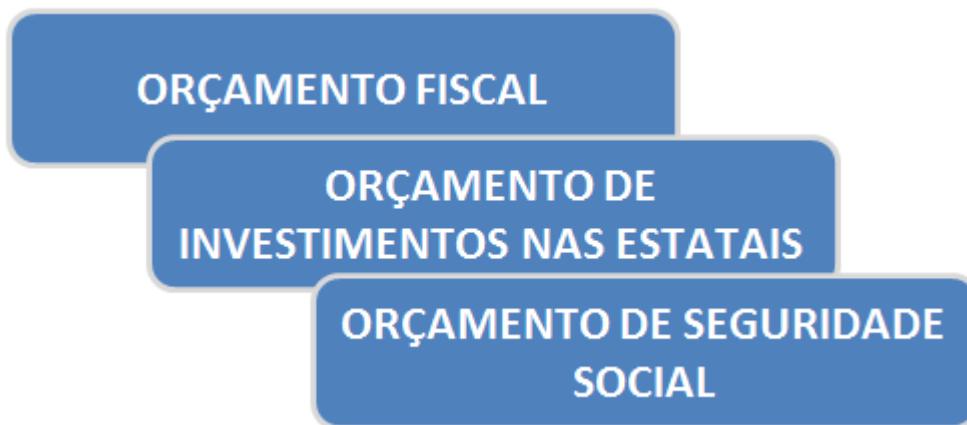 ORÇAMENTO FISCAL
ORÇAMENTO DE
INVESTIMENTOS NAS ESTATAIS
ORÇAMENTO DE SEGURIDADE
SOCIAL